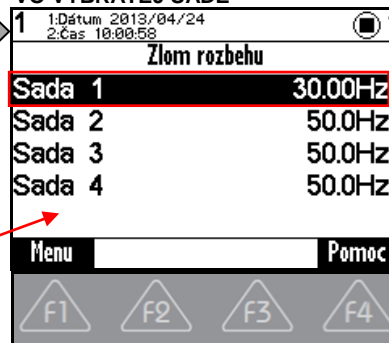 VO VYBRATEJ SADE
1 1:Dátum 2013/04/24
2:Čas 10:00:58
Zlom rozbehu
Sada 1 30.00Hz
Sada 2 50.0Hz
Sada 3 50.0Hz
Sada 4 50.0Hz
Menu Pomoc
F1 F2 F3 F4